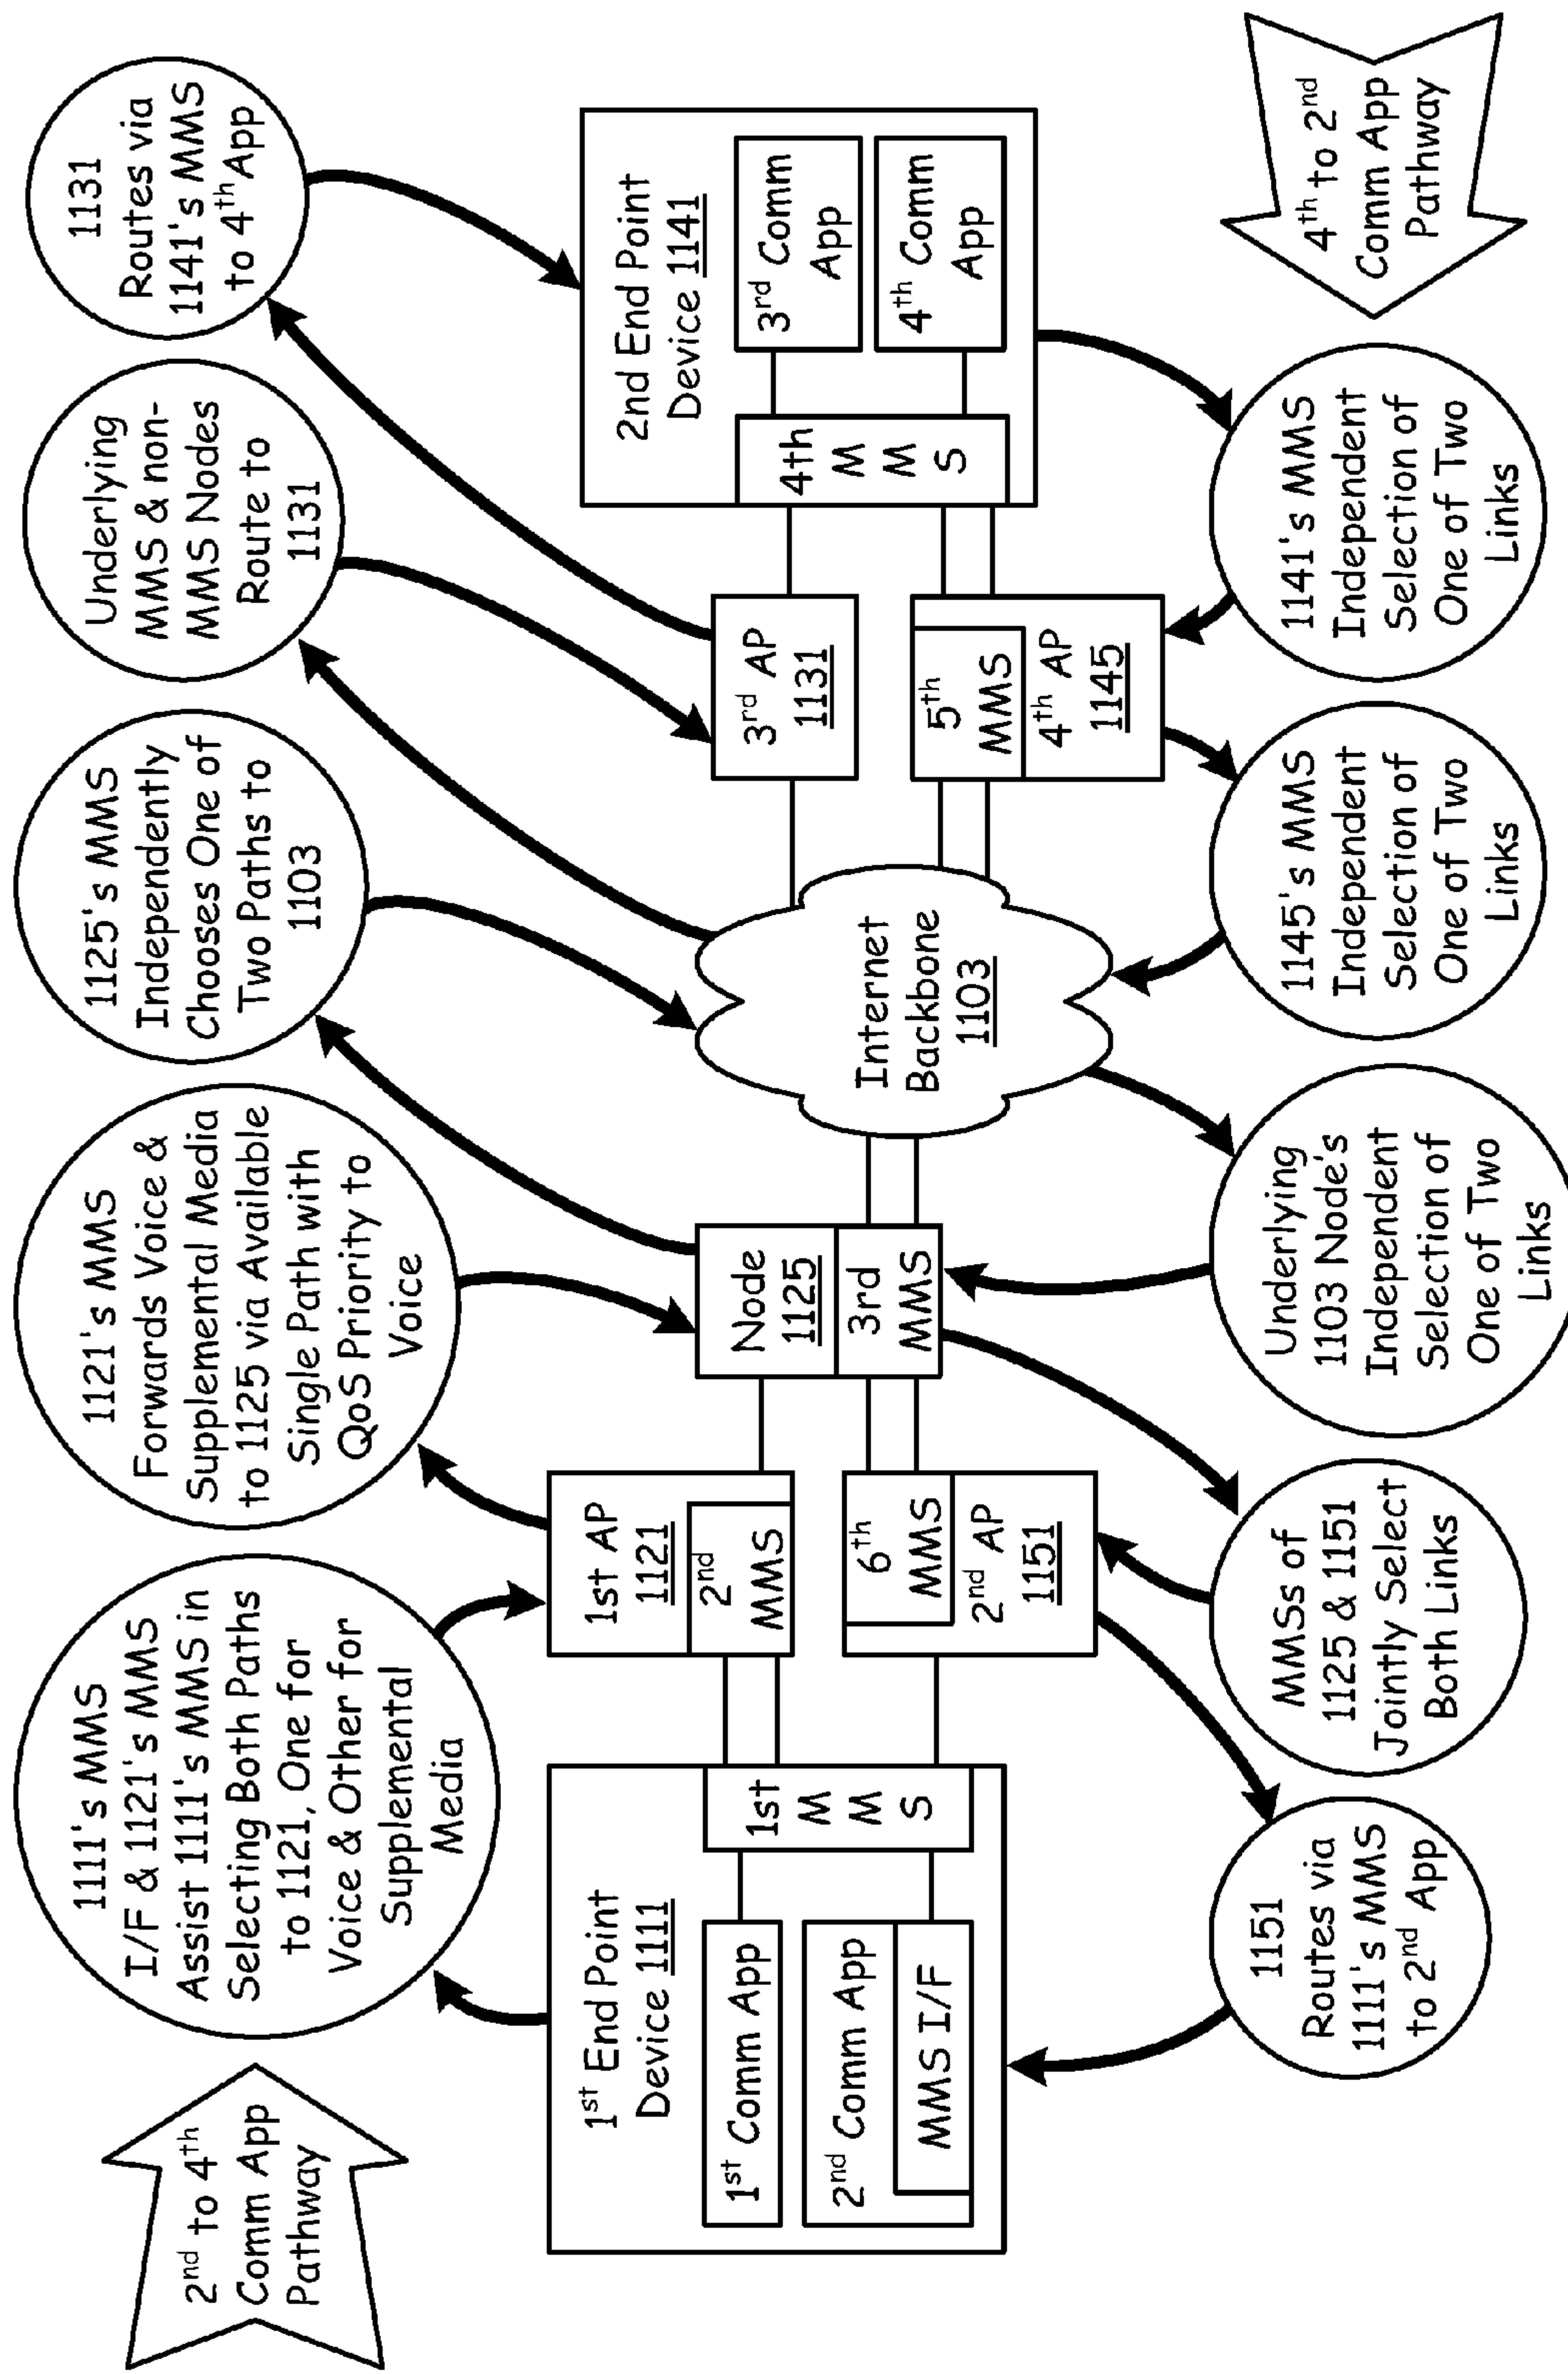 2nd to 4th
Comm App
Pathway
1111's MMS
I/F & 1121's MMS
Assist 1111's MMS in
Selecting Both Paths
to 1121, One for
Voice & Other for
Supplemental
Media
1121's MMS
Forwards Voice &
Supplemental Media
to 1125 via Available
Single Path with
QoS Priority to
Voice
1125's MMS
Independently
Chooses One of
Two Paths to
1103
Underlying
MMS & non-
MMS Nodes
Route to
1131
1131
Routes via
1141's MMS
to 4th App
1st End Point
Device 1111
1st Comm App
2nd Comm App
MMS I/F
1st
M
M
S
1st AP
1121
2nd
MMS
6th
MMS
2nd AP
1151
Node
1125
3rd
MMS
Internet
Backbone
1103
3rd AP
1131
5th
MMS
4th AP
1145
2nd End Point
Device 1141
4th
M
M
S
3rd Comm
App
4th Comm
App
1151
Routes via
1111's MMS
to 2nd App
MMSs of
1125 & 1151
Jointly Select
Both Links
Underlying
1103 Node's
Independent
Selection of
One of Two
Links
1145's MMS
Independent
Selection of
One of Two
Links
1141's MMS
Independent
Selection of
One of Two
Links
4th to 2nd
Comm App
Pathway